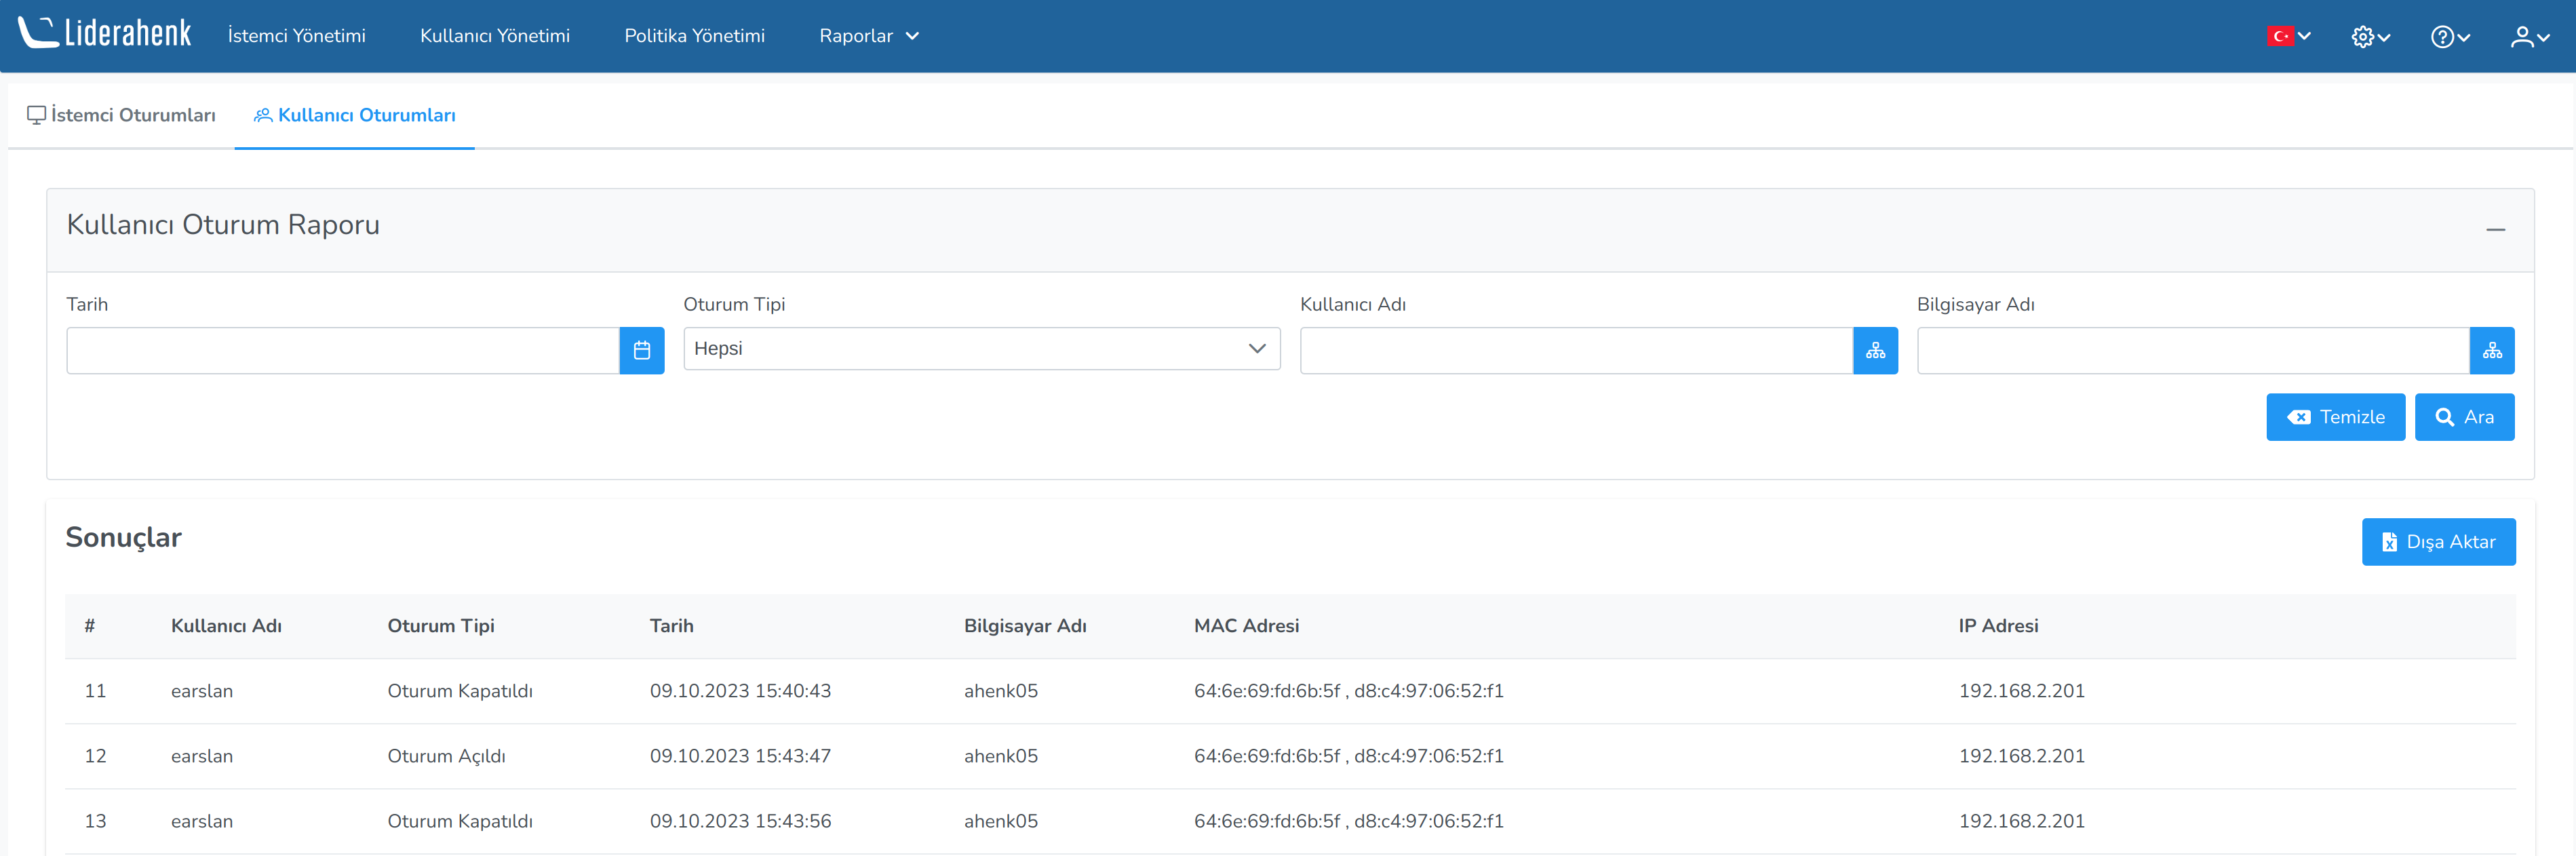 Liderahenk İstemci Yönetimi Kullanıcı Yönetimi Politika Yönetimi Raporlar
İstemci Oturumları Kullanıcı Oturumları
Kullanıcı Oturum Raporu
Tarih Oturum Tipi Kullanıcı Adı Bilgisayar Adı
Hepsi
Temizle Ara
Sonuçlar Dışa Aktar
# Kullanıcı Adı Oturum Tipi Tarih Bilgisayar Adı MAC Adresi IP Adresi
11 earslan Oturum Kapatıldı 09.10.2023 15:40:43 ahenk05 64:6e:69:fd:6b:5f , d8:c4:97:06:52:f1 192.168.2.201
12 earslan Oturum Açıldı 09.10.2023 15:43:47 ahenk05 64:6e:69:fd:6b:5f , d8:c4:97:06:52:f1 192.168.2.201
13 earslan Oturum Kapatıldı 09.10.2023 15:43:56 ahenk05 64:6e:69:fd:6b:5f , d8:c4:97:06:52:f1 192.168.2.201